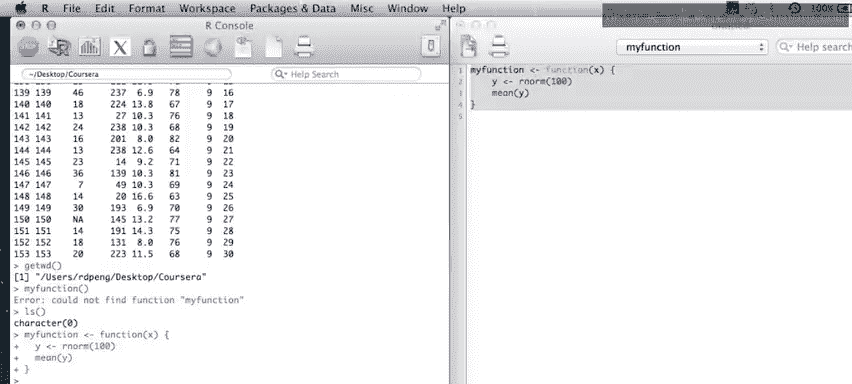 R File Edit Format Workspace Packages & Data Misc Window Help
100%
R Console
~/Desktop/Coursera
Help Search
139 139 46 237 6.9 78 9 16
140 140 18 224 13.8 67 9 17
141 141 13 27 10.3 76 9 18
142 142 24 238 10.3 68 9 19
143 143 16 201 8.0 82 9 20
144 144 13 238 12.6 64 9 21
145 145 23 14 9.2 71 9 22
146 146 36 139 10.3 81 9 23
147 147 7 49 10.3 69 9 24
148 148 14 20 16.6 63 9 25
149 149 30 193 6.9 70 9 26
150 150 NA 145 13.2 77 9 27
151 151 14 191 14.3 75 9 28
152 152 18 131 8.0 76 9 29
153 153 20 223 11.5 68 9 30
> getwd()
[1] "/Users/rdpeng/Desktop/Coursera"
> myfunction()
Error: could not find function "myfunction"
> ls()
character(0)
> myfunction <- function(x) {
+ y <- rnorm(100)
+ mean(y)
+ }
>
myfunction
Help search
1 myfunction <- function(x) {
2 y <- rnorm(100)
3 mean(y)
4 }
5